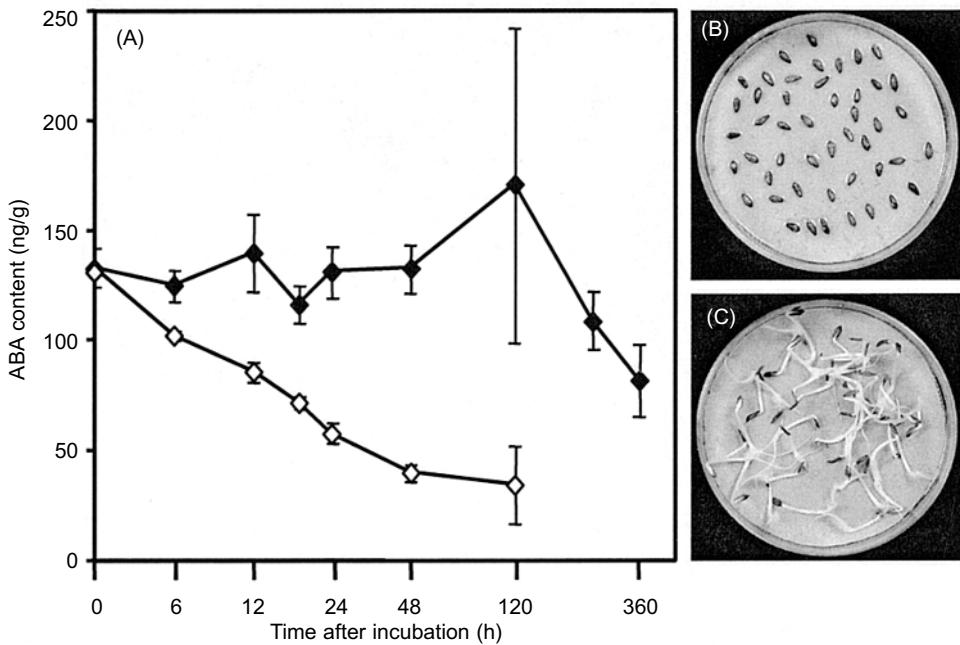 (A)
250
200
150
100
50
0
ABA content (ng/g)
0 6 12 24 48 120 360
Time after incubation (h)
(B)
(C)